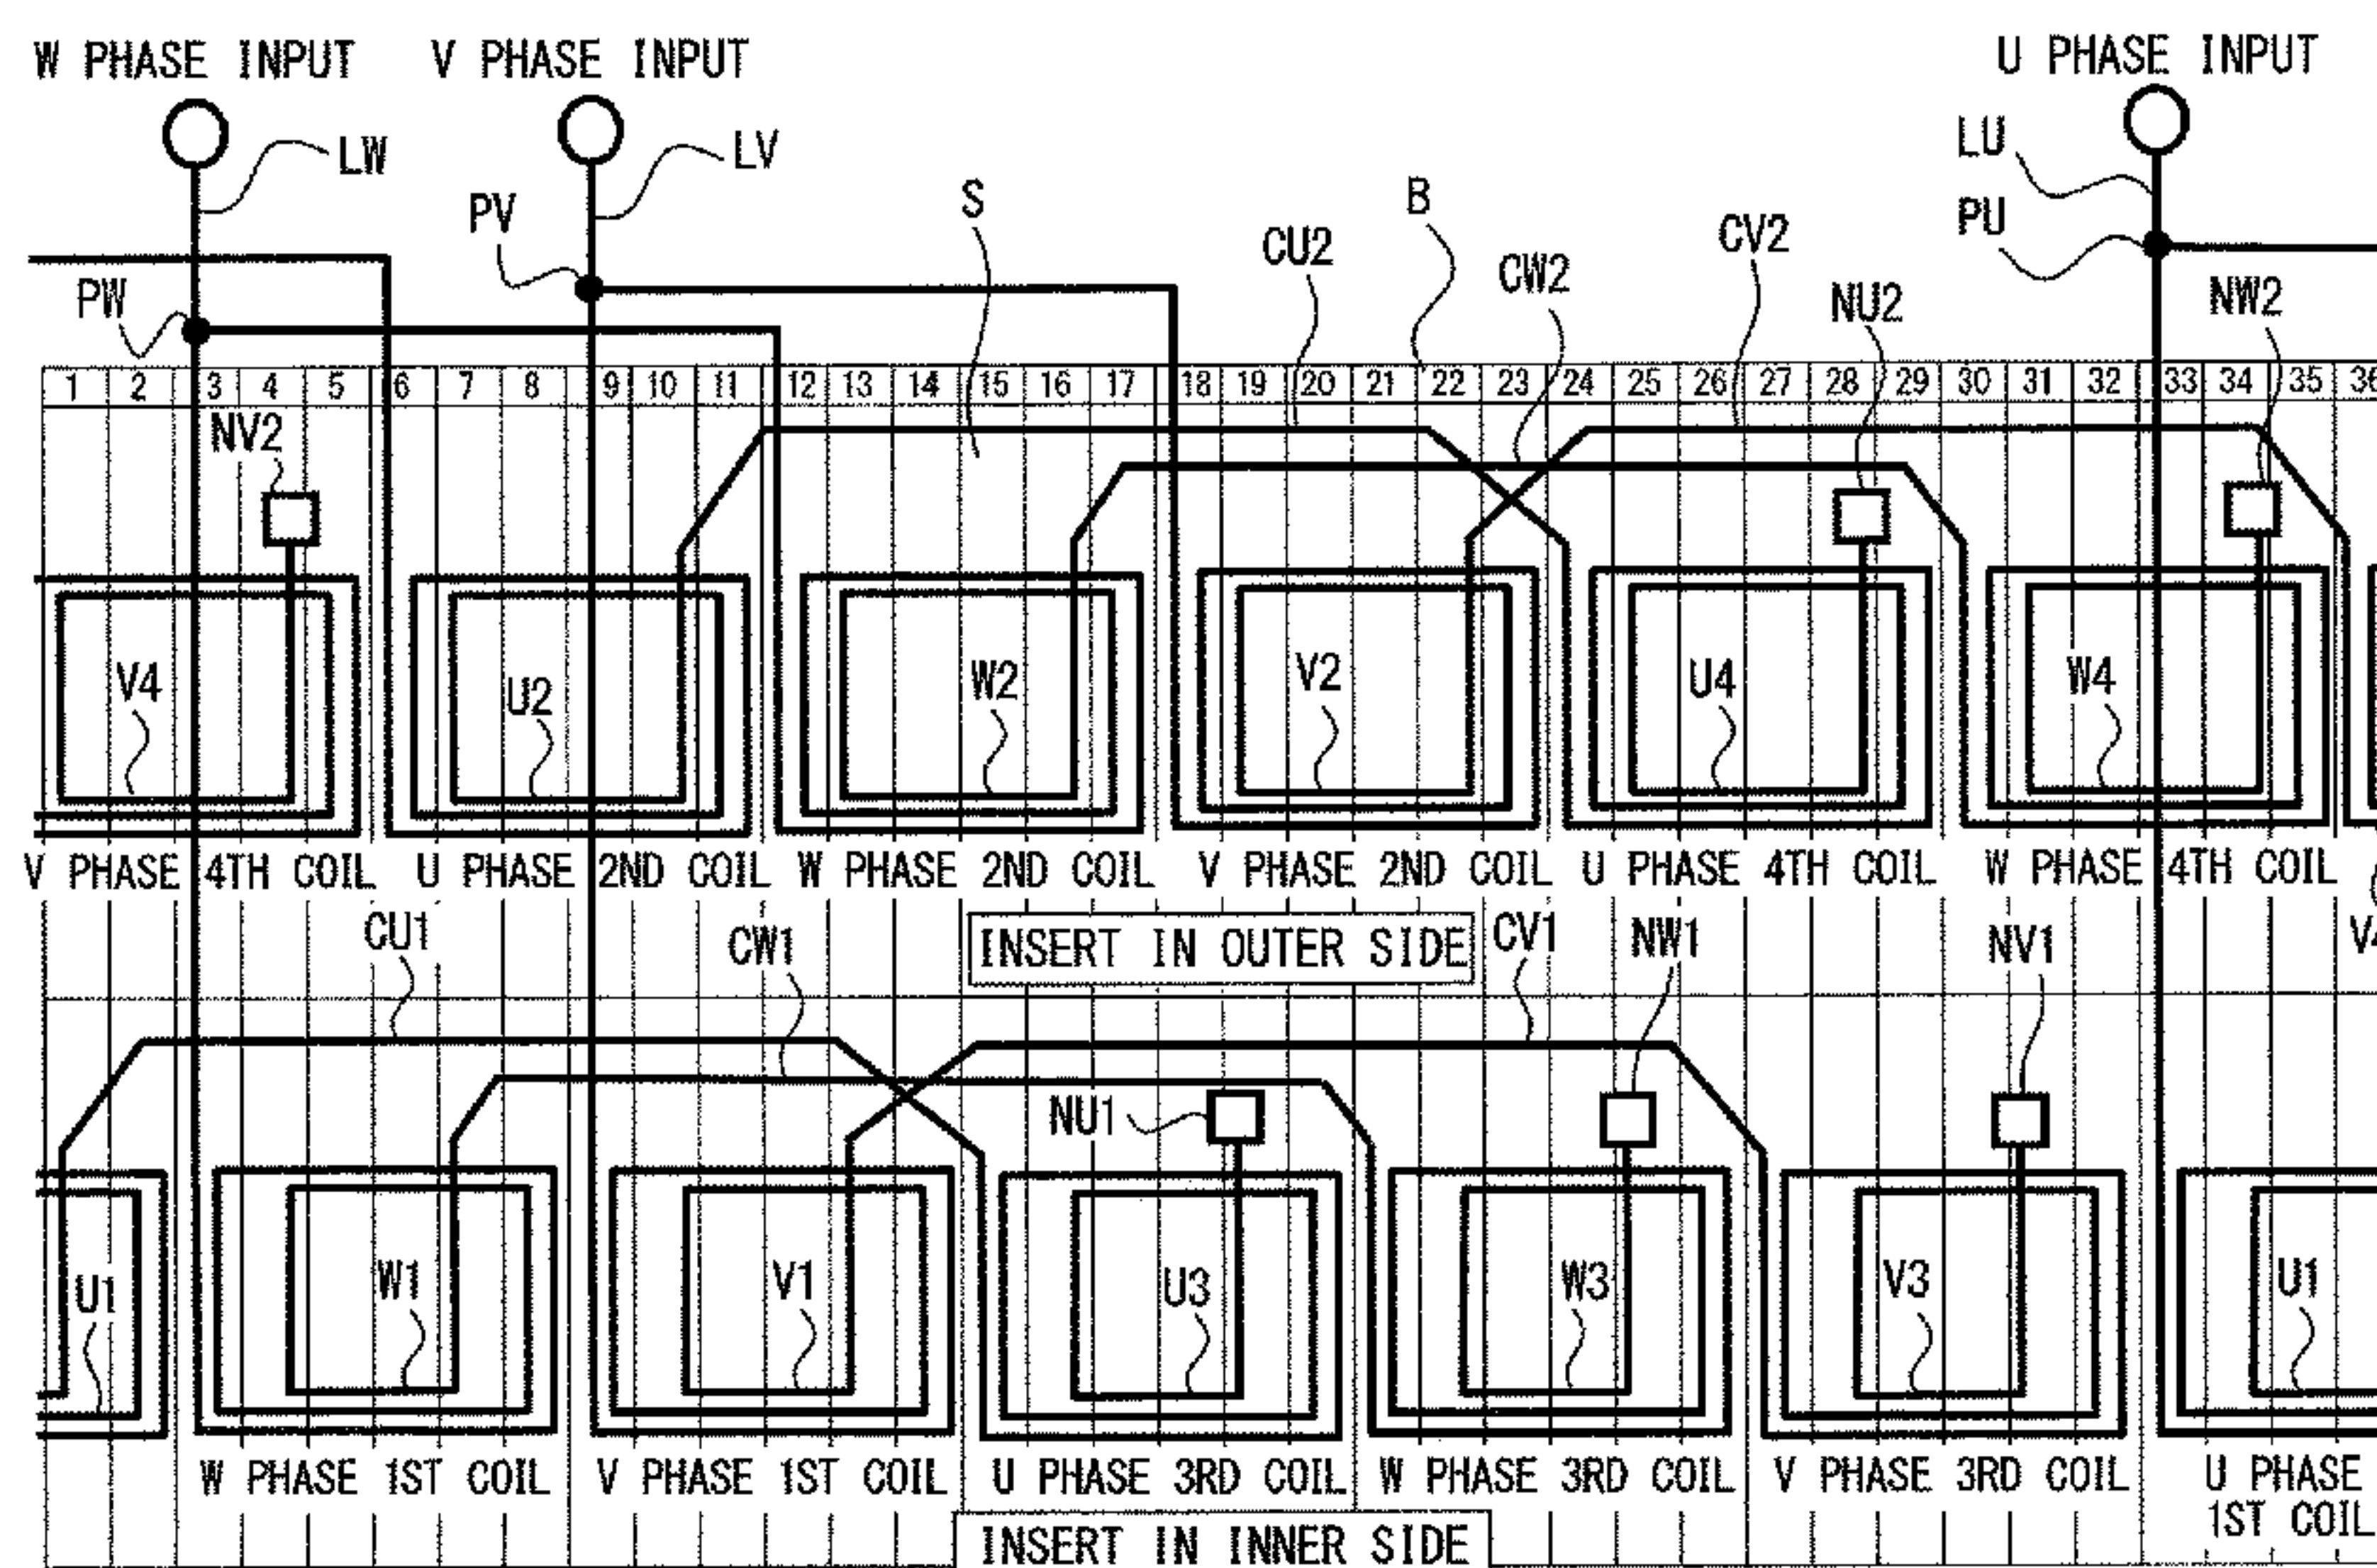 W PHASE INPUT V PHASE INPUT U PHASE INPUT
LW LV LU
PV S B CU2 CW2 CV2 PU
PW NU2 NW2
1 2 3 4 5 6 7 8 9 10 11 12 13 14 15 16 17 18 19 20 21 22 23 24 25 26 27 28 29 30 31 32 33 34 35
NV2
V4 U2 W2 V2 U4 W4
V PHASE 4TH COIL U PHASE 2ND COIL W PHASE 2ND COIL V PHASE 2ND COIL U PHASE 4TH COIL W PHASE 4TH COIL
CU1 CW1 INSERT IN OUTER SIDE CV1 NW1 NV1
NU1
U1 W1 V1 U3 W3 V3 U1
W PHASE 1ST COIL V PHASE 1ST COIL U PHASE 3RD COIL W PHASE 3RD COIL V PHASE 3RD COIL U PHASE
1ST COIL
INSERT IN INNER SIDE